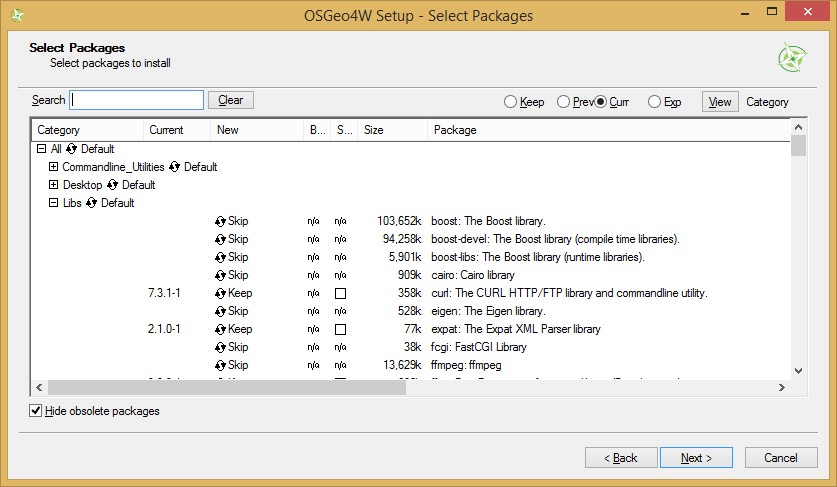 OSGeo4W Setup - Select Packages
Select Packages
Select packages to install
Search Clear Keep Prev Curr Exp View Category
Category Current New B... S... Size Package
All Default
Commandline_Utilities Default
Desktop Default
Libs Default
Skip n/a n/a 103,652k boost: The Boost library.
Skip n/a n/a 94,258k boost-devel: The Boost library (compile time libraries).
Skip n/a n/a 5,901k boost-libs: The Boost library (runtime libraries).
Skip n/a n/a 909k cairo: Cairo library
7.3.1-1 Keep n/a 358k curl: The CURL HTTP/FTP library and commandline utility.
Skip n/a n/a 528k eigen: The Eigen library.
2.1.0-1 Keep n/a 77k expat: The Expat XML Parser library
Skip n/a n/a 38k fcgi: FastCGI Library
Skip n/a n/a 13,629k ffmpeg: ffmpeg
Hide obsolete packages
< Back Next > Cancel